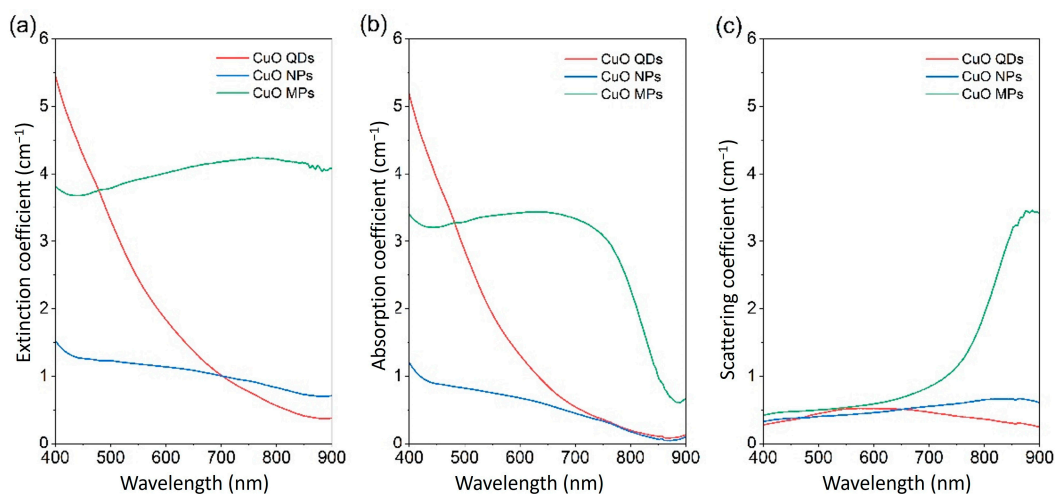 (a)
6
5
4
3
2
1
0
Extinction coefficient (cm⁻¹)
CuO QDs
CuO NPs
CuO MPs
400 500 600 700 800 900
Wavelength (nm)
(b)
6
5
4
3
2
1
0
Absorption coefficient (cm⁻¹)
CuO QDs
CuO NPs
CuO MPs
400 500 600 700 800 900
Wavelength (nm)
(c)
6
5
4
3
2
1
0
Scattering coefficient (cm⁻¹)
CuO QDs
CuO NPs
CuO MPs
400 500 600 700 800 900
Wavelength (nm)